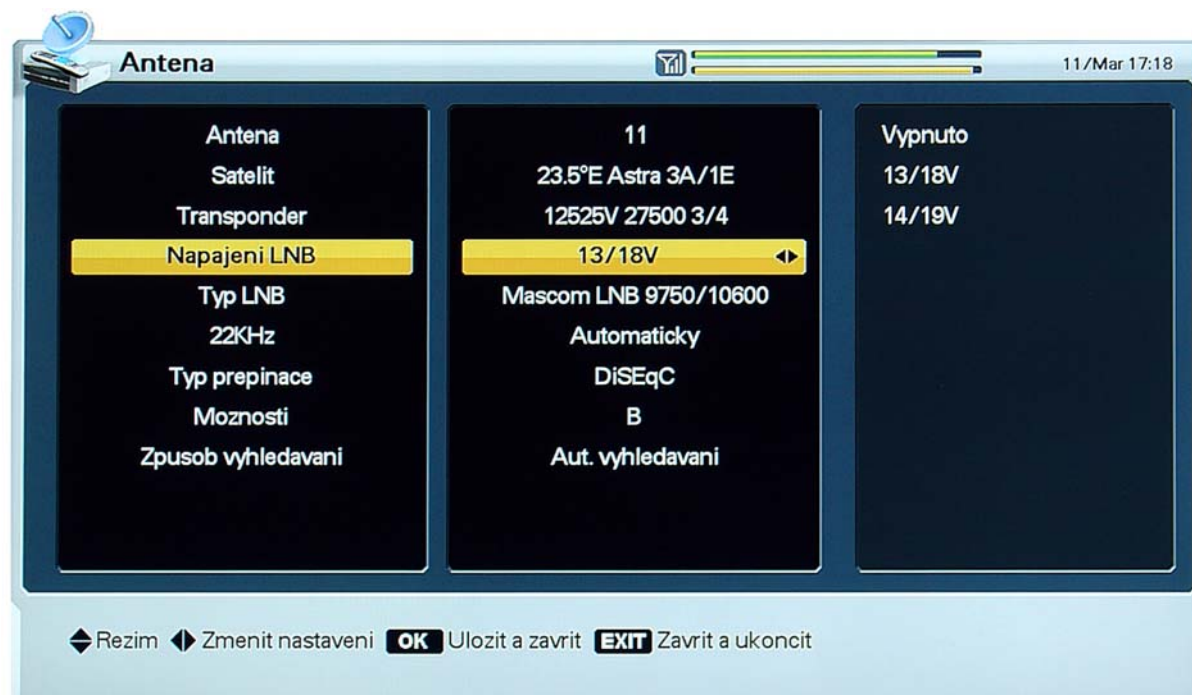 Antena
11/Mar 17:18
Antena 11
Satelit 23.5°E Astra 3A/1E
Transponder 12525V 27500 3/4
Napajeni LNB 13/18V
Typ LNB Mascom LNB 9750/10600
22KHz Automaticky
Typ prepinace DiSEqC
Moznosti B
Zpusob vyhledavani Aut. vyhledavani
Vypnuto
13/18V
14/19V
Rezim Zmenit nastaveni OK Ulozit a zavrit EXIT Zavrit a ukoncit